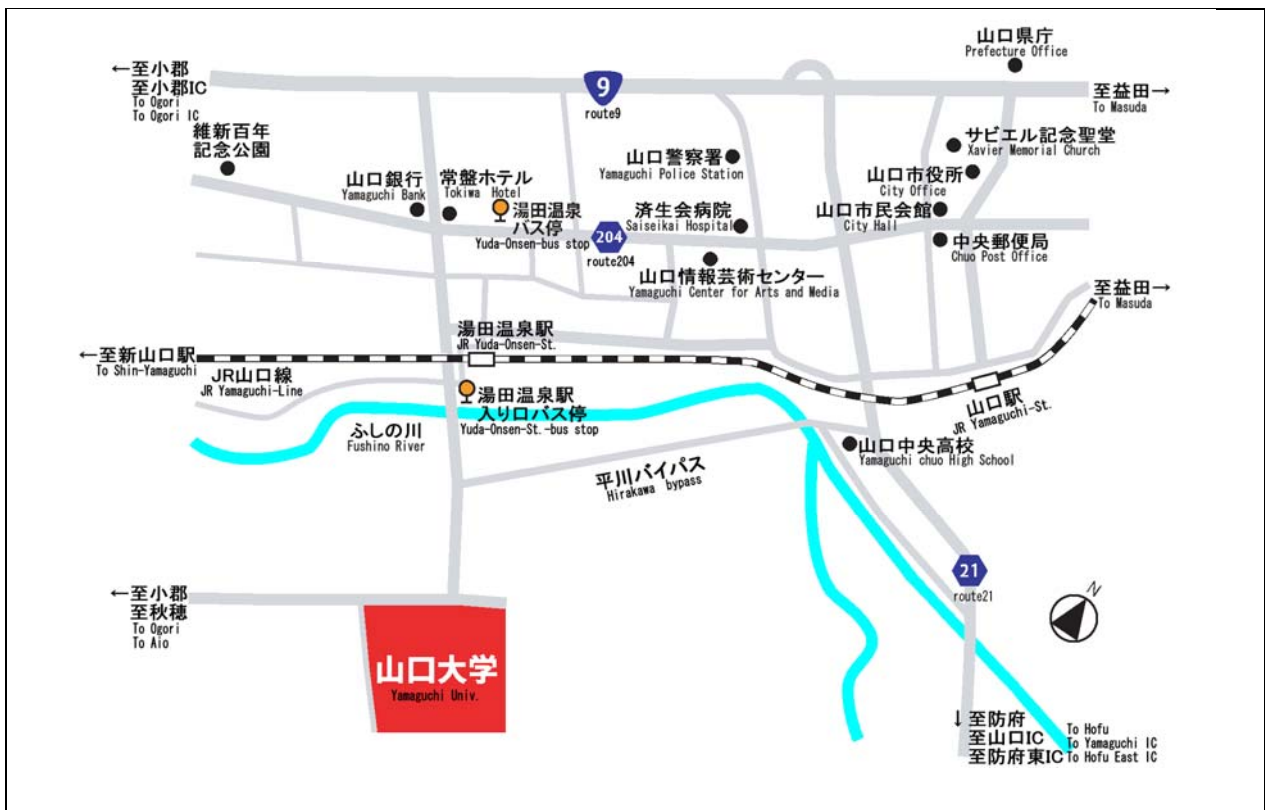 山口県庁
Prefecture Office
←至小郡
至小郡IC
To Ogori
To Ogori IC
9
route9
至益田→
To Masuda
維新百年
記念公園
サビエル記念聖堂
Xavier Memorial Church
山口警察署
Yamaguchi Police Station
山口市役所
City Office
山口銀行
Yamaguchi Bank
常盤ホテル
Tokiwa Hotel
湯田温泉
バス停
Yuda-Onsen-bus stop
204
route204
済生会病院
Saiseikai Hospital
山口市民会館
City Hall
中央郵便局
Chuo Post Office
山口情報芸術センター
Yamaguchi Center for Arts and Media
至益田→
To Masuda
湯田温泉駅
JR Yuda-Onsen-St.
←至新山口駅
To Shin-Yamaguchi
JR山口線
JR Yamaguchi-Line
湯田温泉駅
入り口バス停
Yuda-Onsen-St.-bus stop
山口駅
JR Yamaguchi-St.
ふしの川
Fushino River
山口中央高校
Yamaguchi chuo High School
平川バイパス
Hirakawa bypass
21
route21
N
←至小郡
至秋穂
To Ogori
To Aio
山口大学
Yamaguchi Univ.
↓至防府
至山口IC
至防府東IC
To Hofu
To Yamaguchi IC
To Hofu East IC